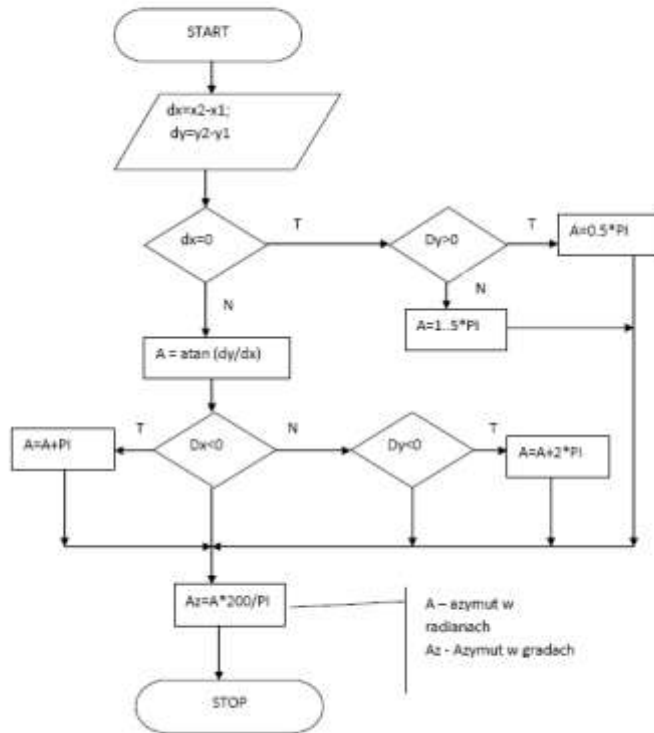 START
dx=x2-x1;
dy=y2-y1
dx=0
T
Dy>0
T
A=0.5*PI
N
N
A=1..5*PI
A = atan (dy/dx)
A=A+PI
T
Dx<0
N
Dy<0
T
A=A+2*PI
Az=A*200/PI
A – azymut w
radianach
Az - Azymut w gradach
STOP